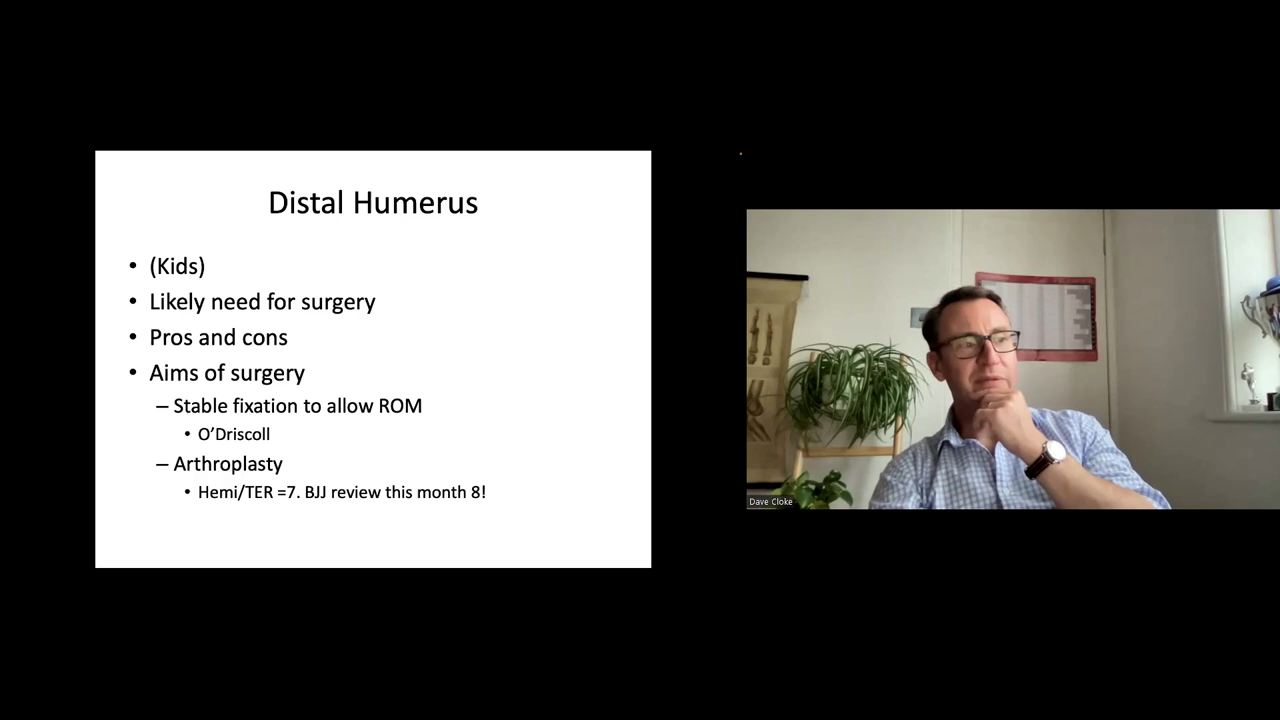 Distal Humerus
• (Kids)
• Likely need for surgery
• Pros and cons
• Aims of surgery
– Stable fixation to allow ROM
• O’Driscoll
– Arthroplasty
• Hemi/TER =7. BJJ review this month 8!
Dave Cloke